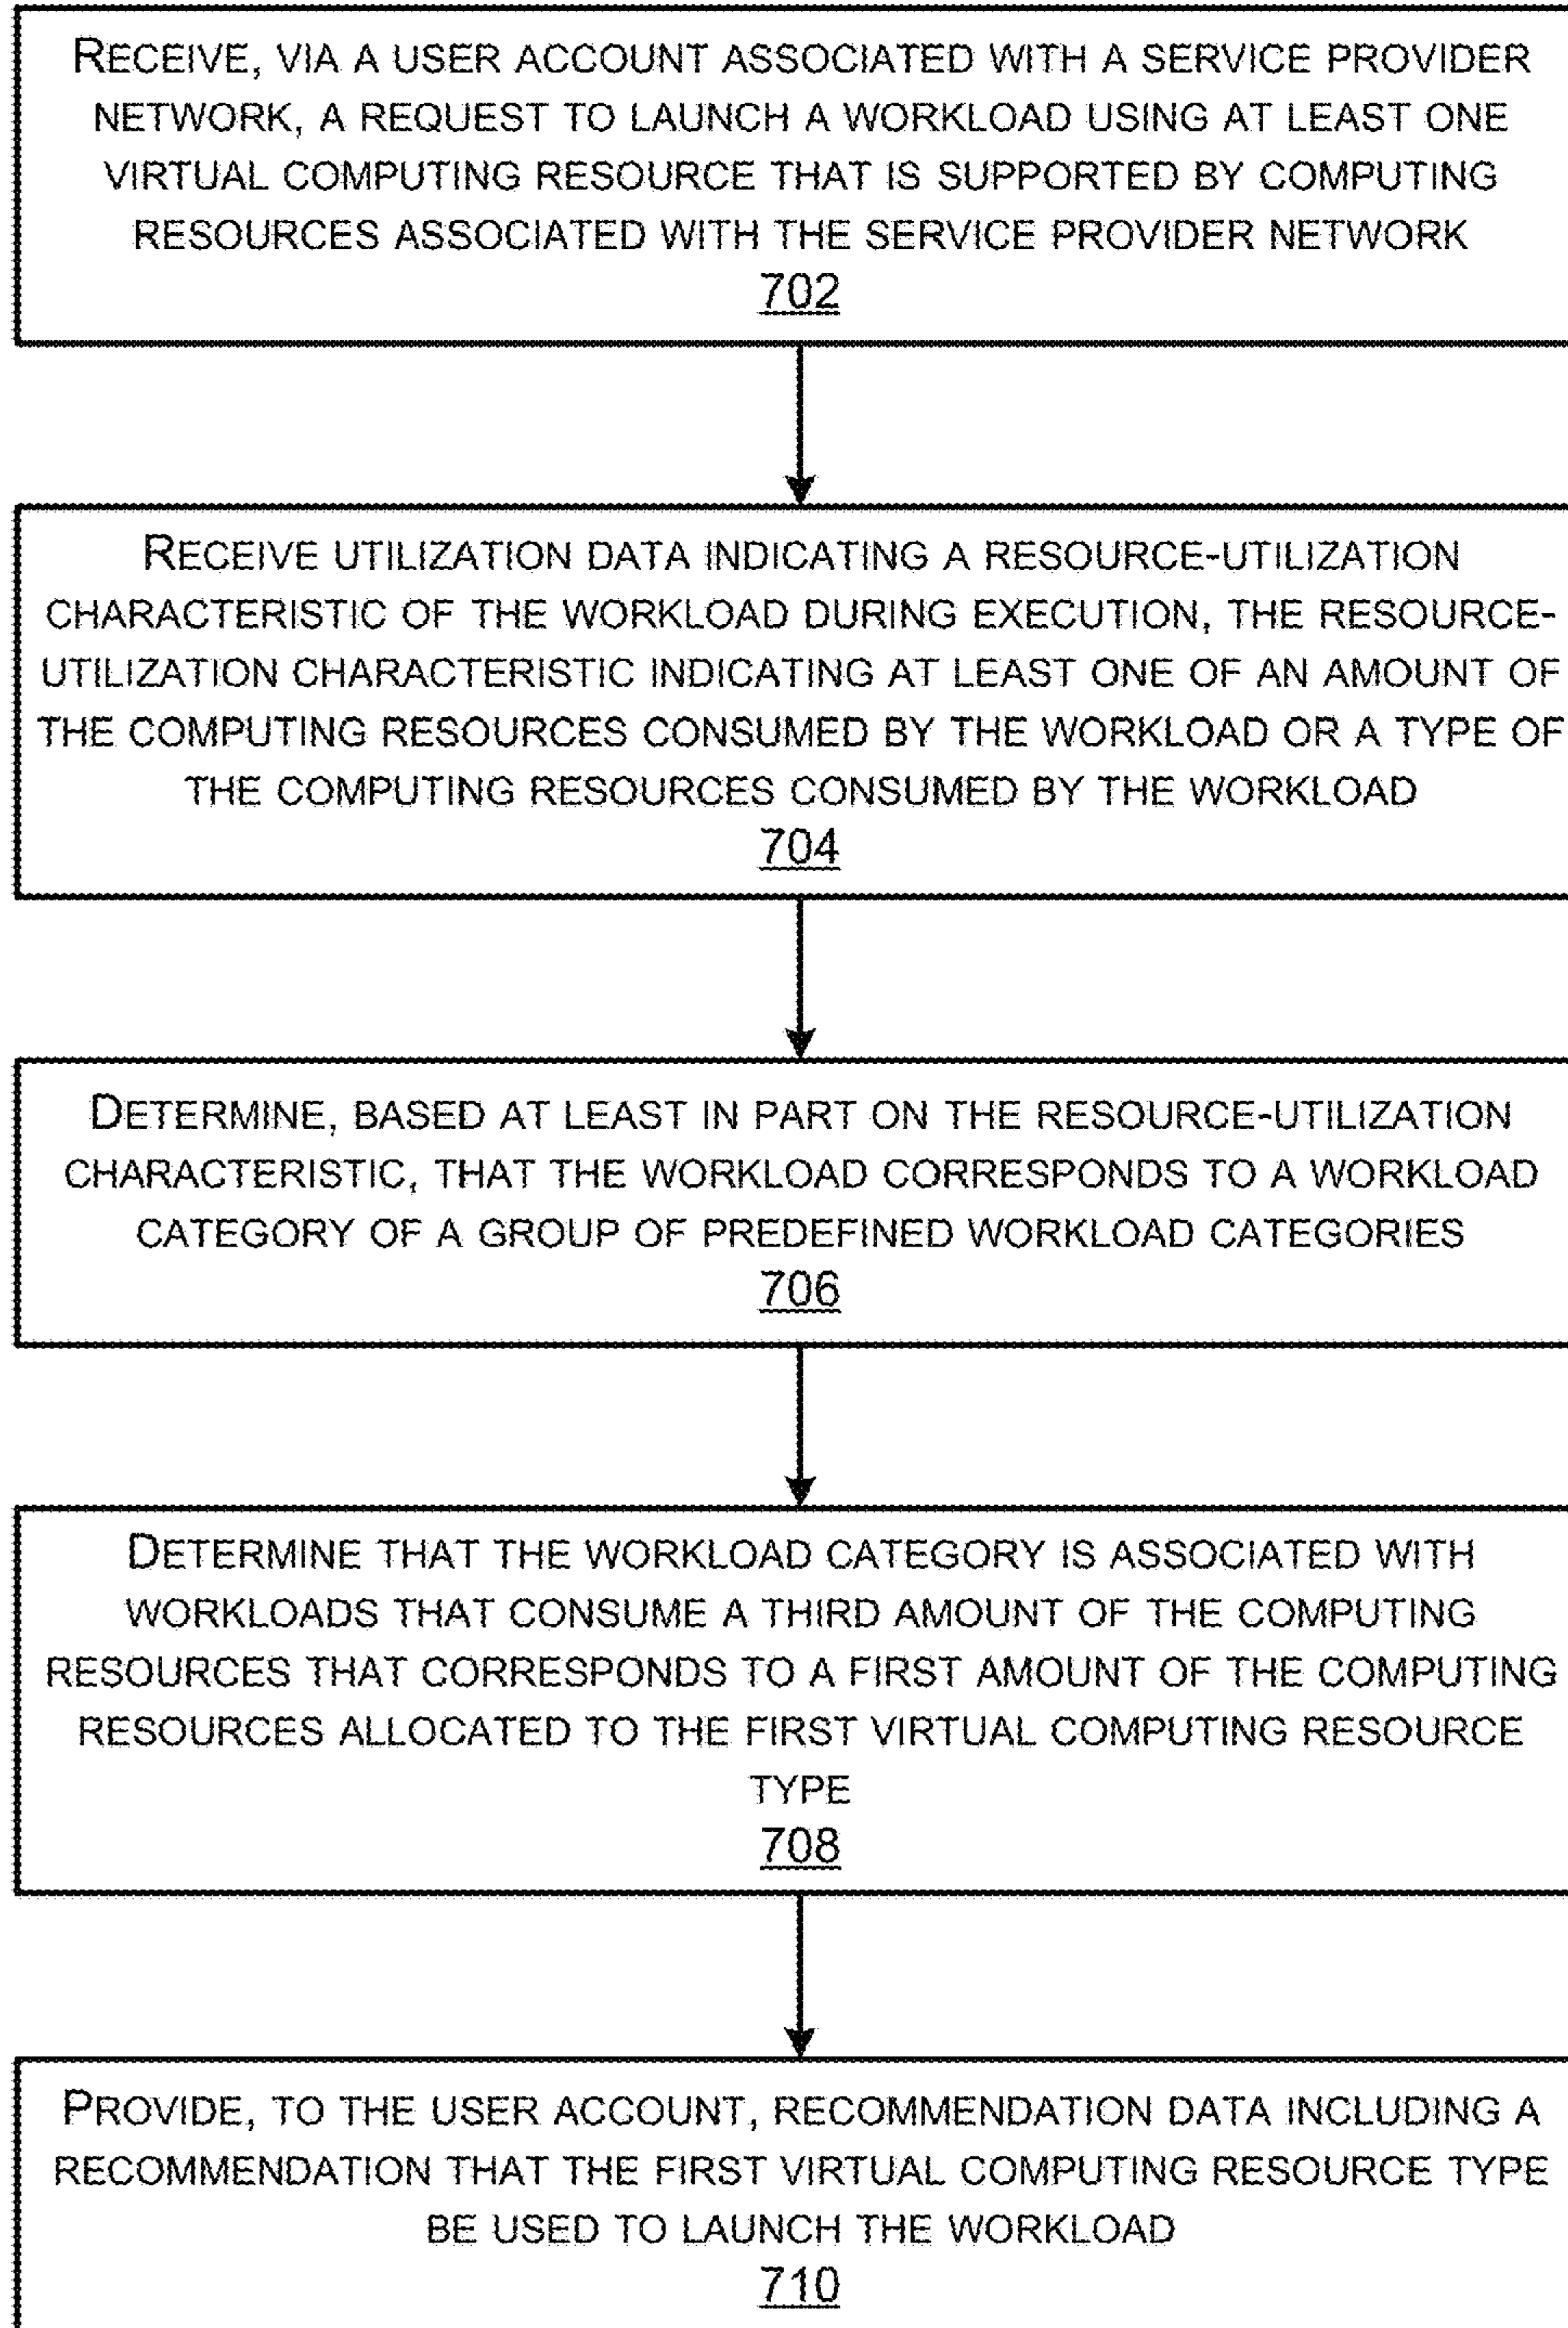 RECEIVE, VIA A USER ACCOUNT ASSOCIATED WITH A SERVICE PROVIDER
NETWORK, A REQUEST TO LAUNCH A WORKLOAD USING AT LEAST ONE
VIRTUAL COMPUTING RESOURCE THAT IS SUPPORTED BY COMPUTING
RESOURCES ASSOCIATED WITH THE SERVICE PROVIDER NETWORK
702
RECEIVE UTILIZATION DATA INDICATING A RESOURCE-UTILIZATION
CHARACTERISTIC OF THE WORKLOAD DURING EXECUTION, THE RESOURCE-
UTILIZATION CHARACTERISTIC INDICATING AT LEAST ONE OF AN AMOUNT OF
THE COMPUTING RESOURCES CONSUMED BY THE WORKLOAD OR A TYPE OF
THE COMPUTING RESOURCES CONSUMED BY THE WORKLOAD
704
DETERMINE, BASED AT LEAST IN PART ON THE RESOURCE-UTILIZATION
CHARACTERISTIC, THAT THE WORKLOAD CORRESPONDS TO A WORKLOAD
CATEGORY OF A GROUP OF PREDEFINED WORKLOAD CATEGORIES
706
DETERMINE THAT THE WORKLOAD CATEGORY IS ASSOCIATED WITH
WORKLOADS THAT CONSUME A THIRD AMOUNT OF THE COMPUTING
RESOURCES THAT CORRESPONDS TO A FIRST AMOUNT OF THE COMPUTING
RESOURCES ALLOCATED TO THE FIRST VIRTUAL COMPUTING RESOURCE
TYPE
708
PROVIDE, TO THE USER ACCOUNT, RECOMMENDATION DATA INCLUDING A
RECOMMENDATION THAT THE FIRST VIRTUAL COMPUTING RESOURCE TYPE
BE USED TO LAUNCH THE WORKLOAD
710